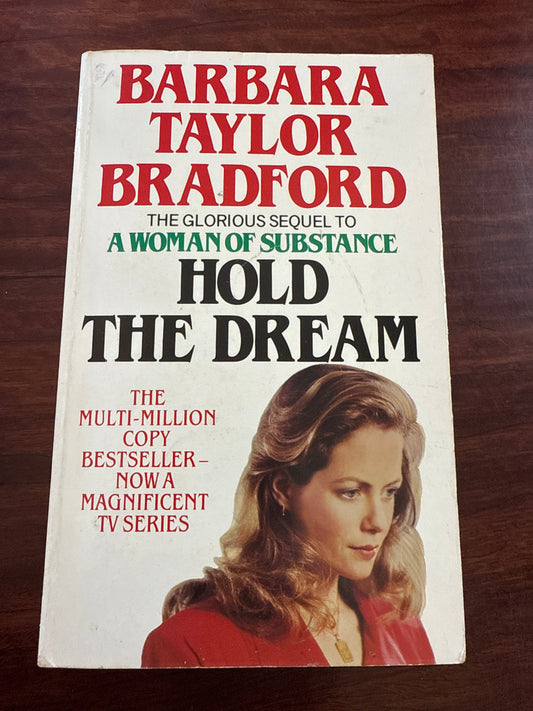 BARBARA
TAYLOR
BRADFORD
THE GLORIOUS SEQUEL TO
A WOMAN OF SUBSTANCE
HOLD
THE DREAM
THE
MULTI-MILLION
COPY
BESTSELLER –
NOW A
MAGNIFICENT
TV SERIES